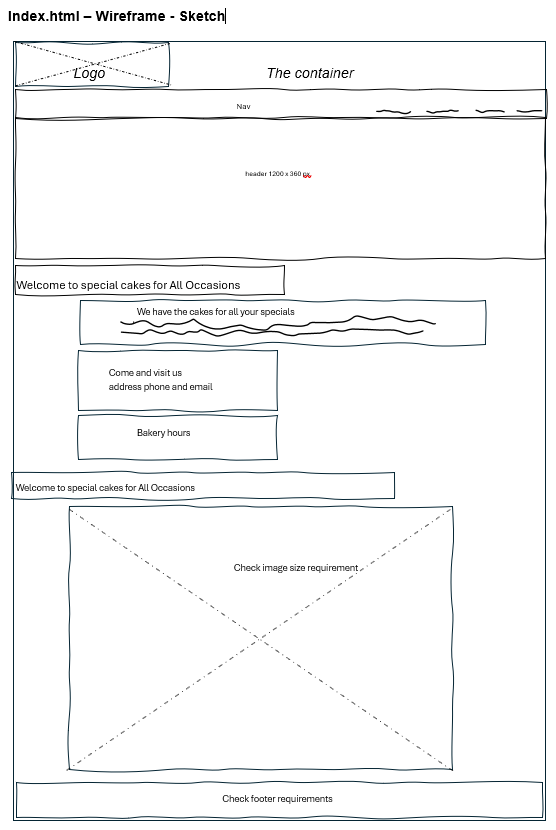 Index.html – Wireframe - Sketch
Logo
The container
Nav
header 1200 x 360 px.
Welcome to special cakes for All Occasions
We have the cakes for all your specials
Come and visit us
address phone and email
Bakery hours
Welcome to special cakes for All Occasions
Check image size requirement
Check footer requirements